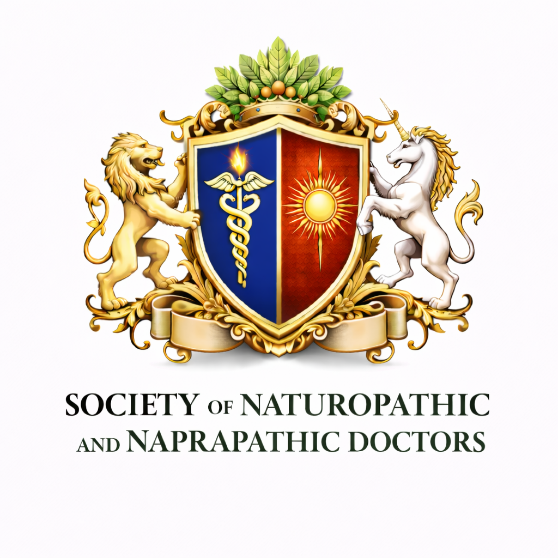 SOCIETY OF NATUROPATHIC
AND NAPRAPATHIC DOCTORS